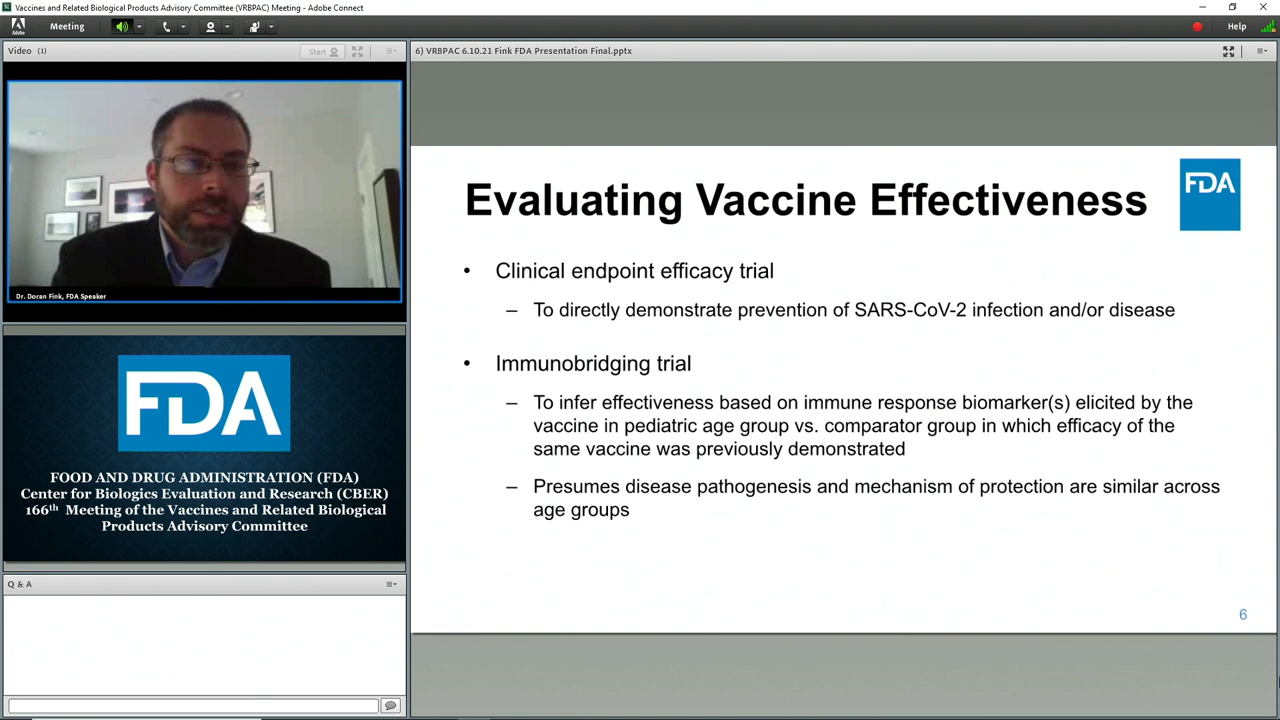 Vaccines and Related Biological Products Advisory Committee (VRBPAC) Meeting - Adobe Connect
Adobe
Meeting
Help
Video (1)
Start
Dr. Doran Fink, FDA Speaker
FDA
FOOD AND DRUG ADMINISTRATION (FDA)
Center for Biologics Evaluation and Research (CBER)
166th Meeting of the Vaccines and Related Biological
Products Advisory Committee
Q & A
6) VRBPAC 6.10.21 Fink FDA Presentation Final.pptx
Evaluating Vaccine Effectiveness
FDA
• Clinical endpoint efficacy trial
– To directly demonstrate prevention of SARS-CoV-2 infection and/or disease
• Immunobridging trial
– To infer effectiveness based on immune response biomarker(s) elicited by the
vaccine in pediatric age group vs. comparator group in which efficacy of the
same vaccine was previously demonstrated
– Presumes disease pathogenesis and mechanism of protection are similar across
age groups
6